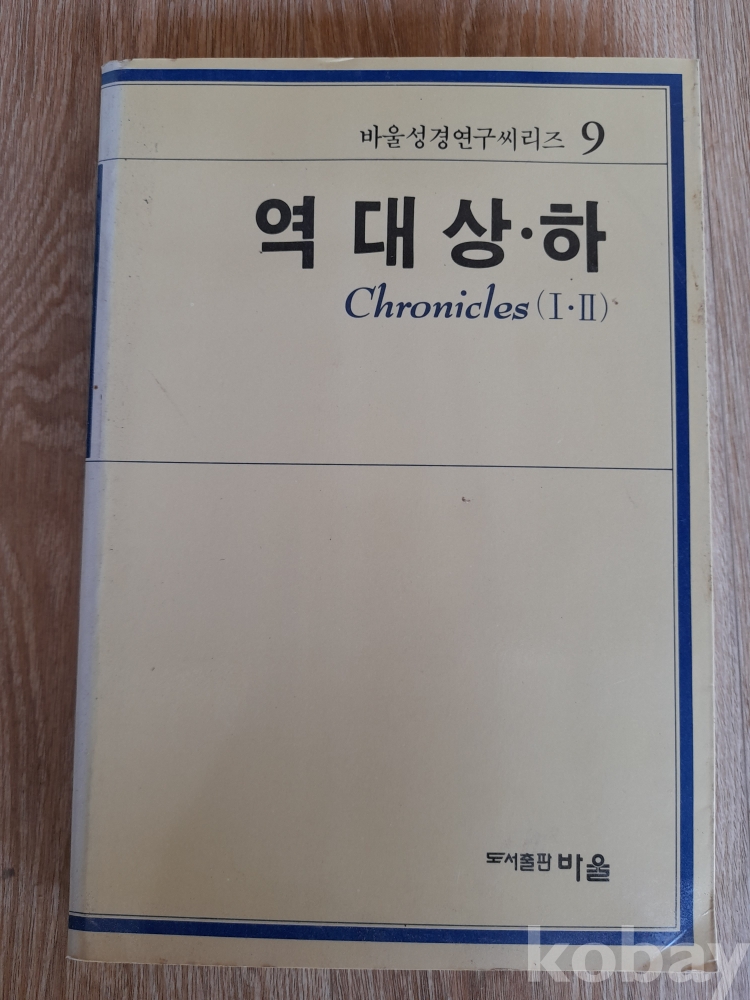 바울성경연구씨리즈 9
역 대 상·하
Chronicles (I·II)
도서출판 바울
kobay